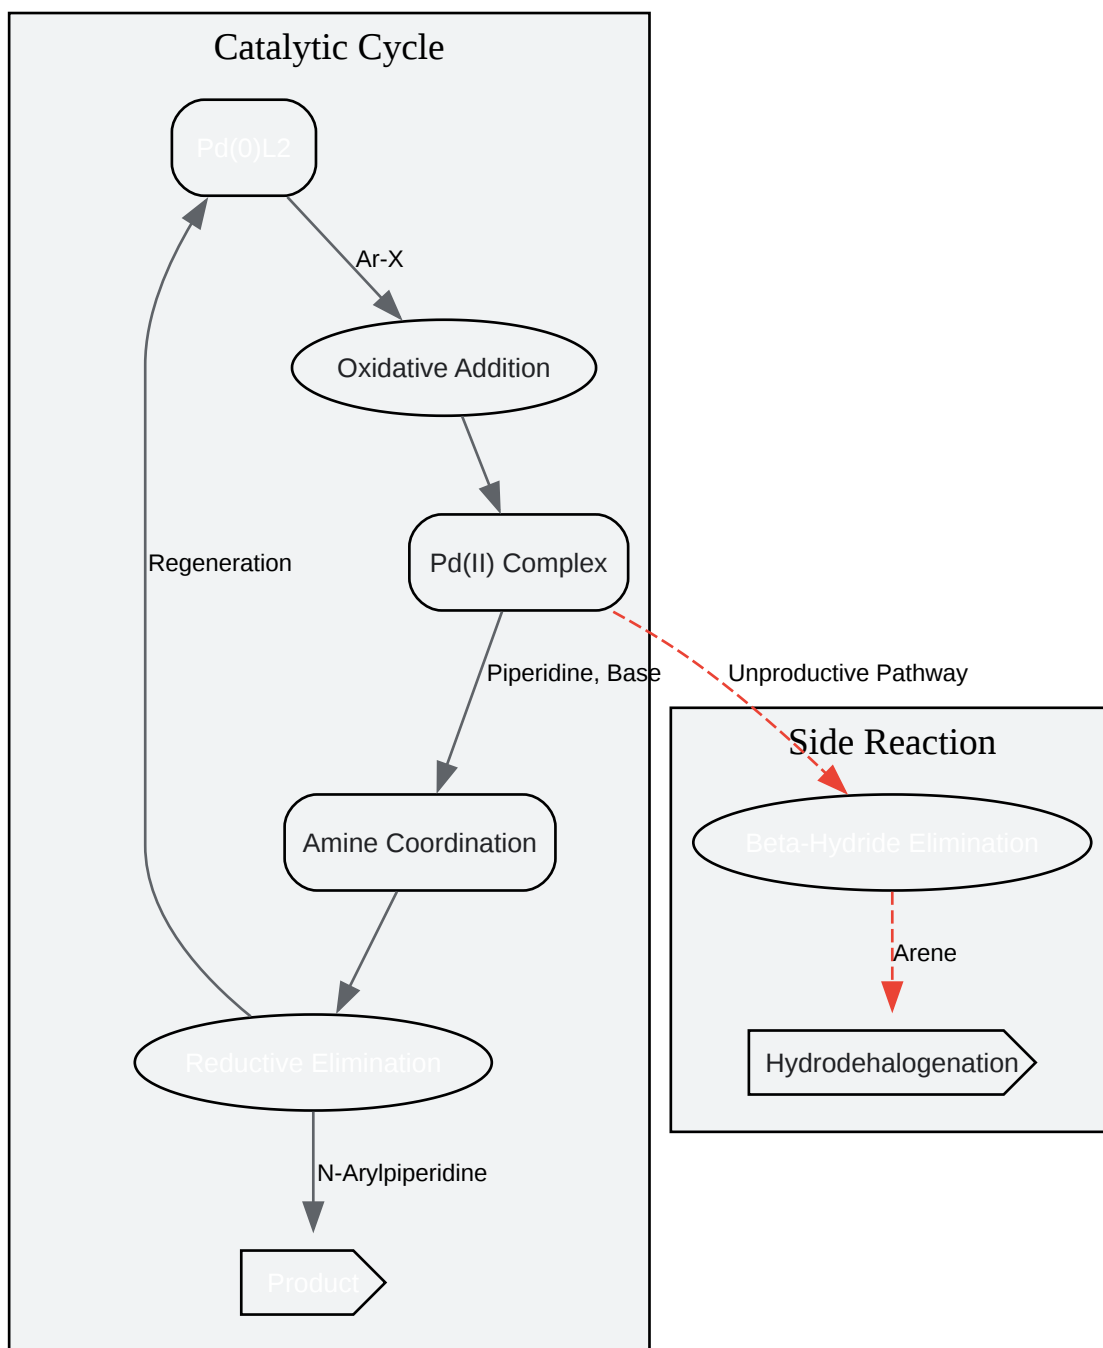 Catalytic Cycle
Pd(0)L2
Ar-X
Oxidative Addition
Pd(II) Complex
Regeneration
Piperidine, Base
Unproductive Pathway
Side Reaction
Amine Coordination
Beta-Hydride Elimination
Arene
Reductive Elimination
Hydrodehalogenation
N-Arylpiperidine
Product